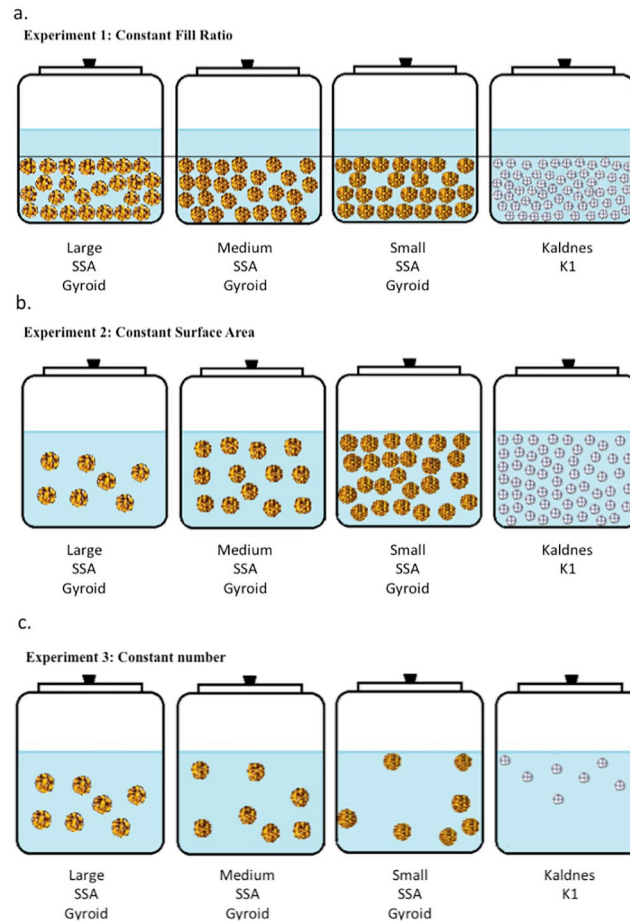 a.
Experiment 1: Constant Fill Ratio
Large
SSA
Gyroid
Medium
SSA
Gyroid
Small
SSA
Gyroid
Kaldnes
K1
b.
Experiment 2: Constant Surface Area
Large
SSA
Gyroid
Medium
SSA
Gyroid
Small
SSA
Gyroid
Kaldnes
K1
c.
Experiment 3: Constant number
Large
SSA
Gyroid
Medium
SSA
Gyroid
Small
SSA
Gyroid
Kaldnes
K1